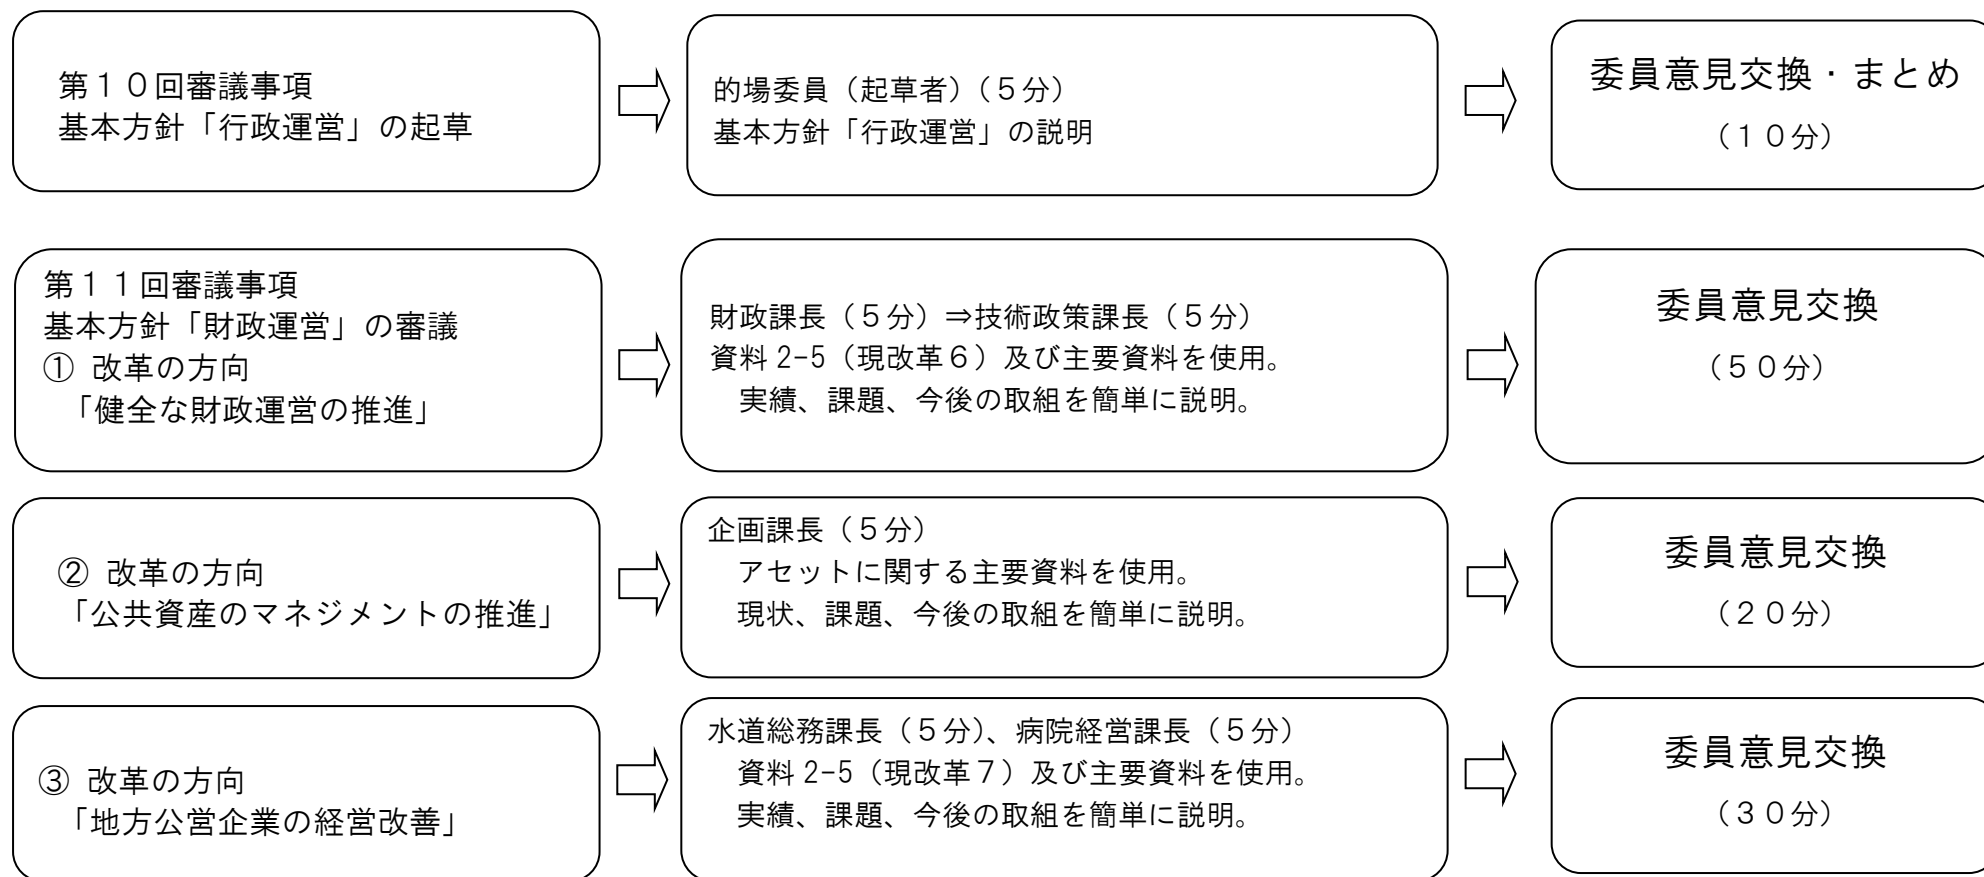 第１０回審議事項
基本方針「行政運営」の起草
的場委員（起草者）（５分）
基本方針「行政運営」の説明
委員意見交換・まとめ
（１０分）
第１１回審議事項
基本方針「財政運営」の審議
① 改革の方向
「健全な財政運営の推進」
財政課長（５分）⇒技術政策課長（５分）
資料 2-5（現改革６）及び主要資料を使用。
実績、課題、今後の取組を簡単に説明。
委員意見交換
（５０分）
② 改革の方向
「公共資産のマネジメントの推進」
企画課長（５分）
アセットに関する主要資料を使用。
現状、課題、今後の取組を簡単に説明。
委員意見交換
（２０分）
③ 改革の方向
「地方公営企業の経営改善」
水道総務課長（５分）、病院経営課長（５分）
資料 2-5（現改革７）及び主要資料を使用。
実績、課題、今後の取組を簡単に説明。
委員意見交換
（３０分）